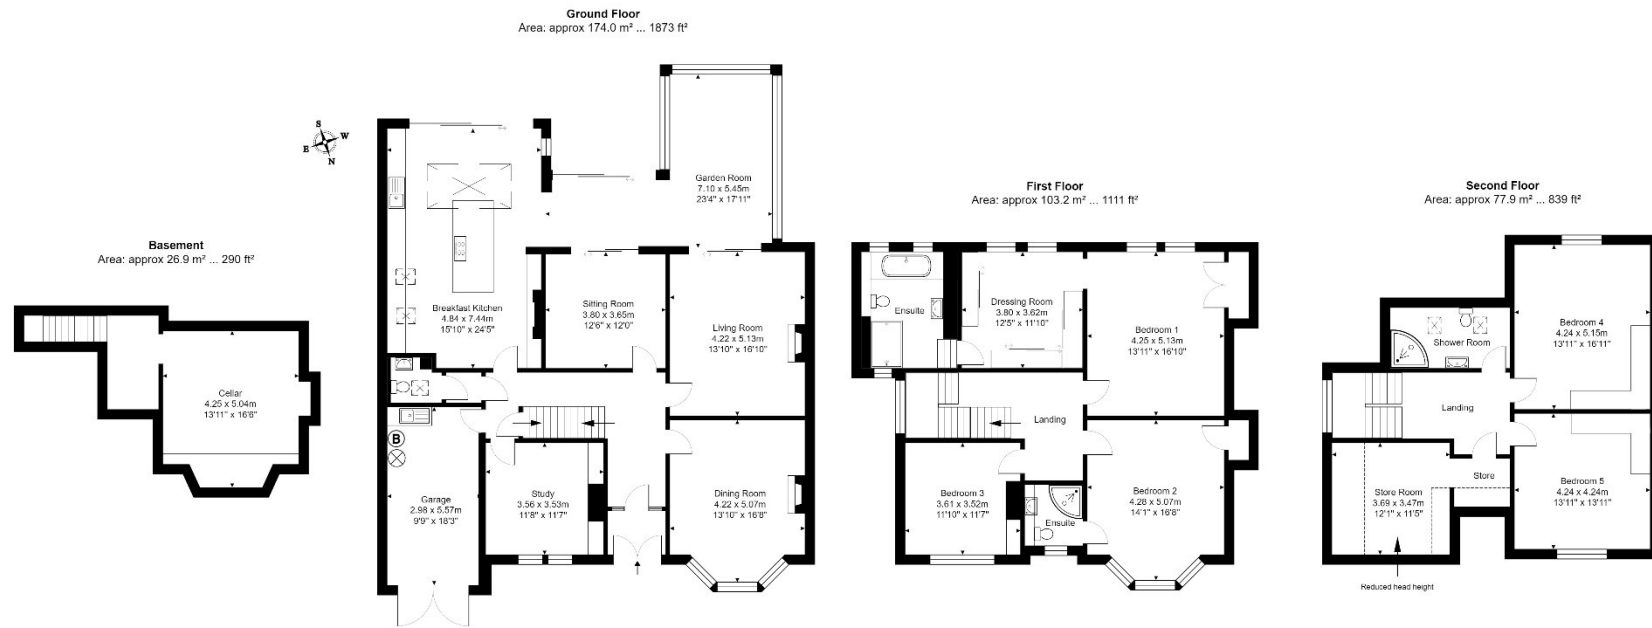 Ground Floor
Area: approx 174.0 m² ... 1873 ft²
S
W
E
N
Garden Room
7.10 x 5.45m
23'4" x 17'11"
Breakfast Kitchen
4.84 x 7.44m
15'10" x 24'5"
Sitting Room
3.80 x 3.65m
12'6" x 12'0"
Living Room
4.22 x 5.13m
13'10" x 16'10"
B
Garage
2.98 x 5.57m
9'9" x 18'3"
Study
3.56 x 3.53m
11'8" x 11'7"
Dining Room
4.22 x 5.07m
13'10" x 16'8"
Basement
Area: approx 26.9 m² ... 290 ft²
Cellar
4.25 x 5.04m
13'11" x 16'6"
First Floor
Area: approx 103.2 m² ... 1111 ft²
Ensuite
Dressing Room
3.80 x 3.62m
12'5" x 11'10"
Bedroom 1
4.25 x 5.13m
13'11" x 16'10"
Landing
Bedroom 3
3.61 x 3.52m
11'10" x 11'7"
Ensuite
Bedroom 2
4.28 x 5.07m
14'1" x 16'8"
Second Floor
Area: approx 77.9 m² ... 839 ft²
Bedroom 4
4.24 x 5.15m
13'11" x 16'11"
Shower Room
Landing
Store
Store Room
3.69 x 3.47m
12'1" x 11'5"
Bedroom 5
4.24 x 4.24m
13'11" x 13'11"
Reduced head height